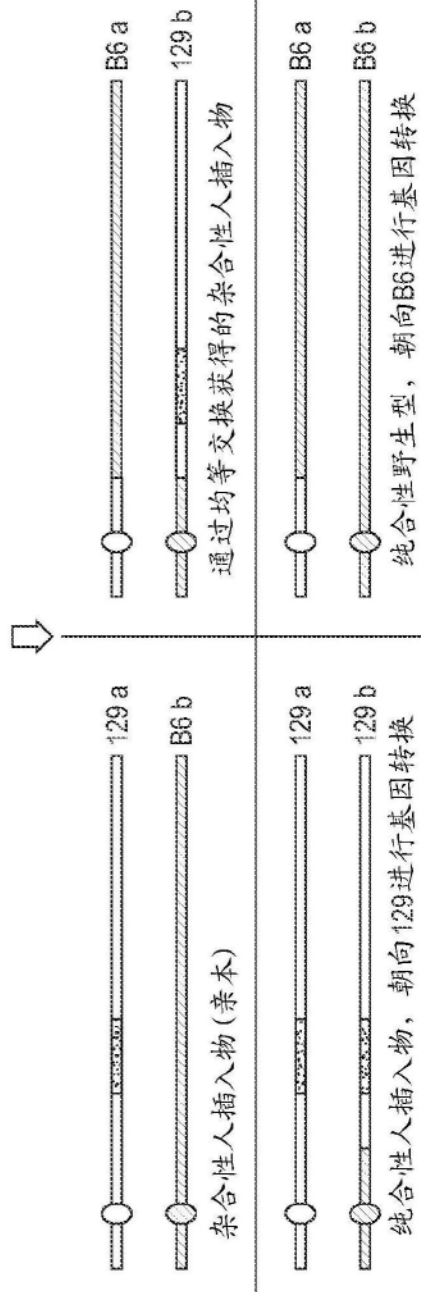 129 a
B6 b
杂合性人插入物(亲本)
B6 a
129 b
通过均等交换获得的杂合性人插入物
129 a
129 b
纯合性人插入物，朝向129进行基因转换
B6 a
B6 b
纯合性野生型，朝向B6进行基因转换